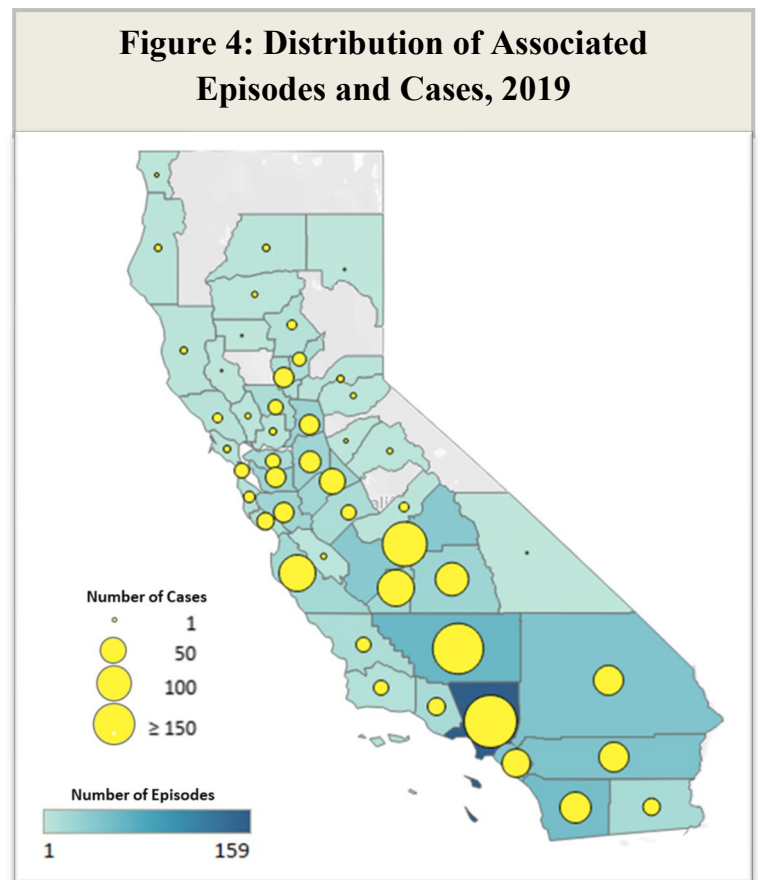 Figure 4: Distribution of Associated
Episodes and Cases, 2019
Number of Cases
1
50
100
≥ 150
Number of Episodes
1 159